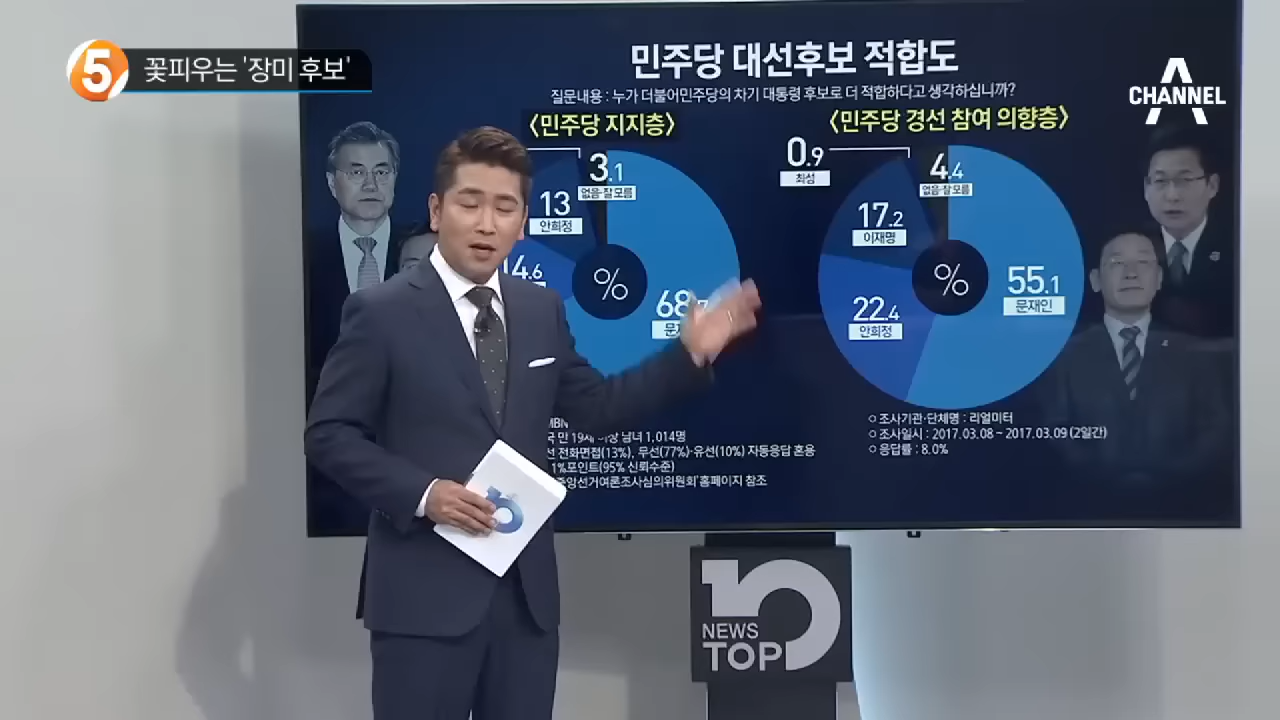 5 꽃피우는 '장미 후보'
CHANNEL A
민주당 대선후보 적합도
질문내용 : 누가 더불어민주당의 차기 대통령 후보로 더 적합하다고 생각하십니까?
〈민주당 지지층〉
3.1
없음·잘모름
13
안희정
4.6
68
문재
%
〈민주당 경선 참여 의향층〉
0.9
최성
4.4
없음·잘모름
17.2
이재명
22.4
안희정
55.1
문재인
%
MBN
만 19세 이상 남녀 1,014명
전화면접(13%), 무선(77%)·유선(10%) 자동응답 혼용
1%포인트(95% 신뢰수준)
중앙선거여론조사심의위원회' 홈페이지 참조
○ 조사기관·단체명 : 리얼미터
○ 조사일시 : 2017.03.08 ~ 2017.03.09 (2일간)
○ 응답률 : 8.0%
10
NEWS
TOP